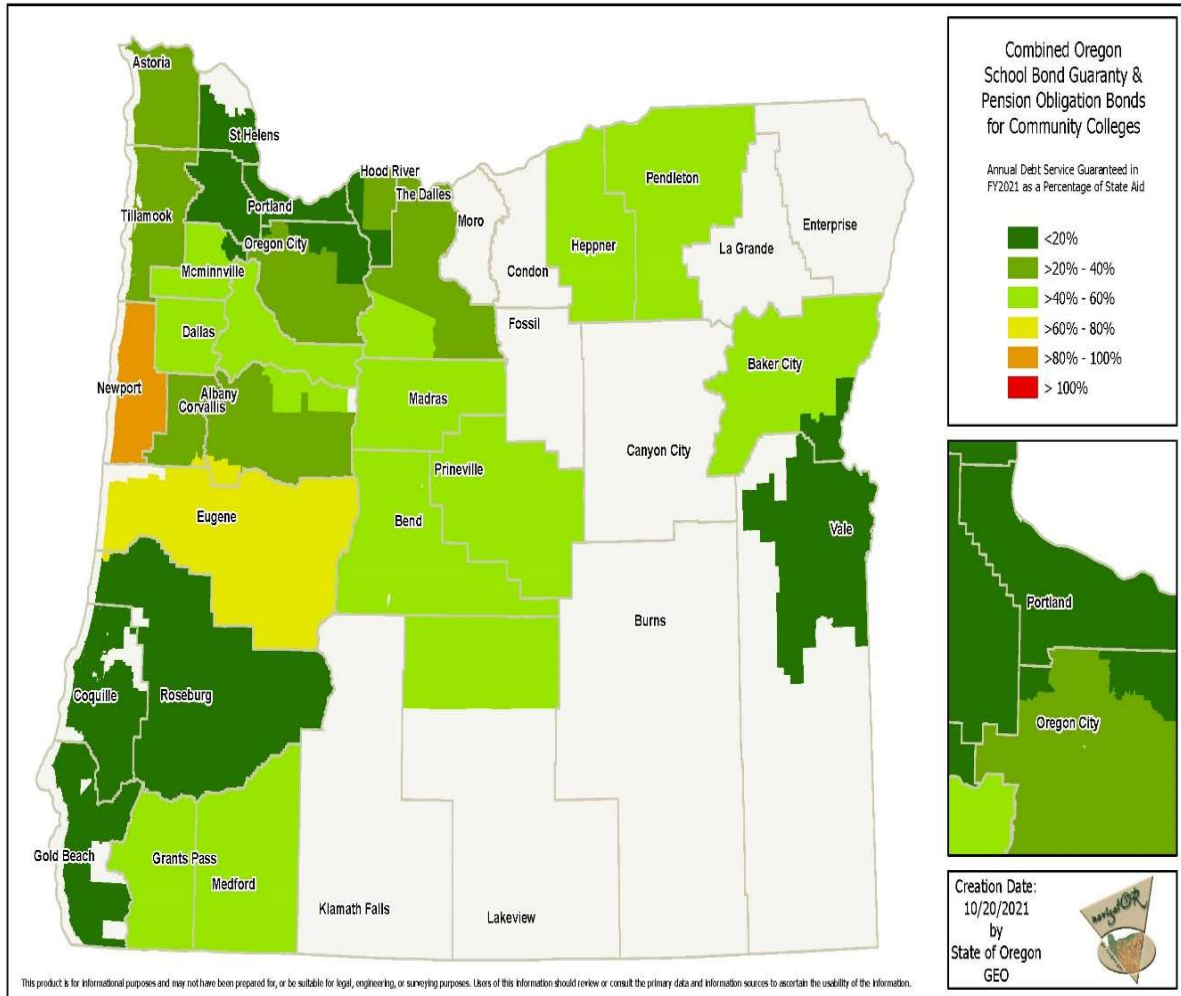 Astoria
St Helens
Hood River
The Dalles
Portland
Tillamook
Oregon City
Moro
Pendleton
Heppner
La Grande
Enterprise
Condon
Mcminnville
Dallas
Fossil
Baker City
Newport
Albany
Corvallis
Madras
Canyon City
Prineville
Eugene
Bend
Vale
Burns
Coquille
Roseburg
Gold Beach
Grants Pass
Medford
Klamath Falls
Lakeview
Combined Oregon
School Bond Guaranty &
Pension Obligation Bonds
for Community Colleges
Annual Debt Service Guaranteed in
FY2021 as a Percentage of State Aid
<20%
>20% - 40%
>40% - 60%
>60% - 80%
>80% - 100%
> 100%
Portland
Oregon City
Creation Date:
10/20/2021
by
State of Oregon
GEO
navigatOR
This product is for informational purposes and may not have been prepared for, or be suitable for legal, engineering, or surveying purposes. Users of this information should review or consult the primary data and information sources to ascertain the usability of the information.